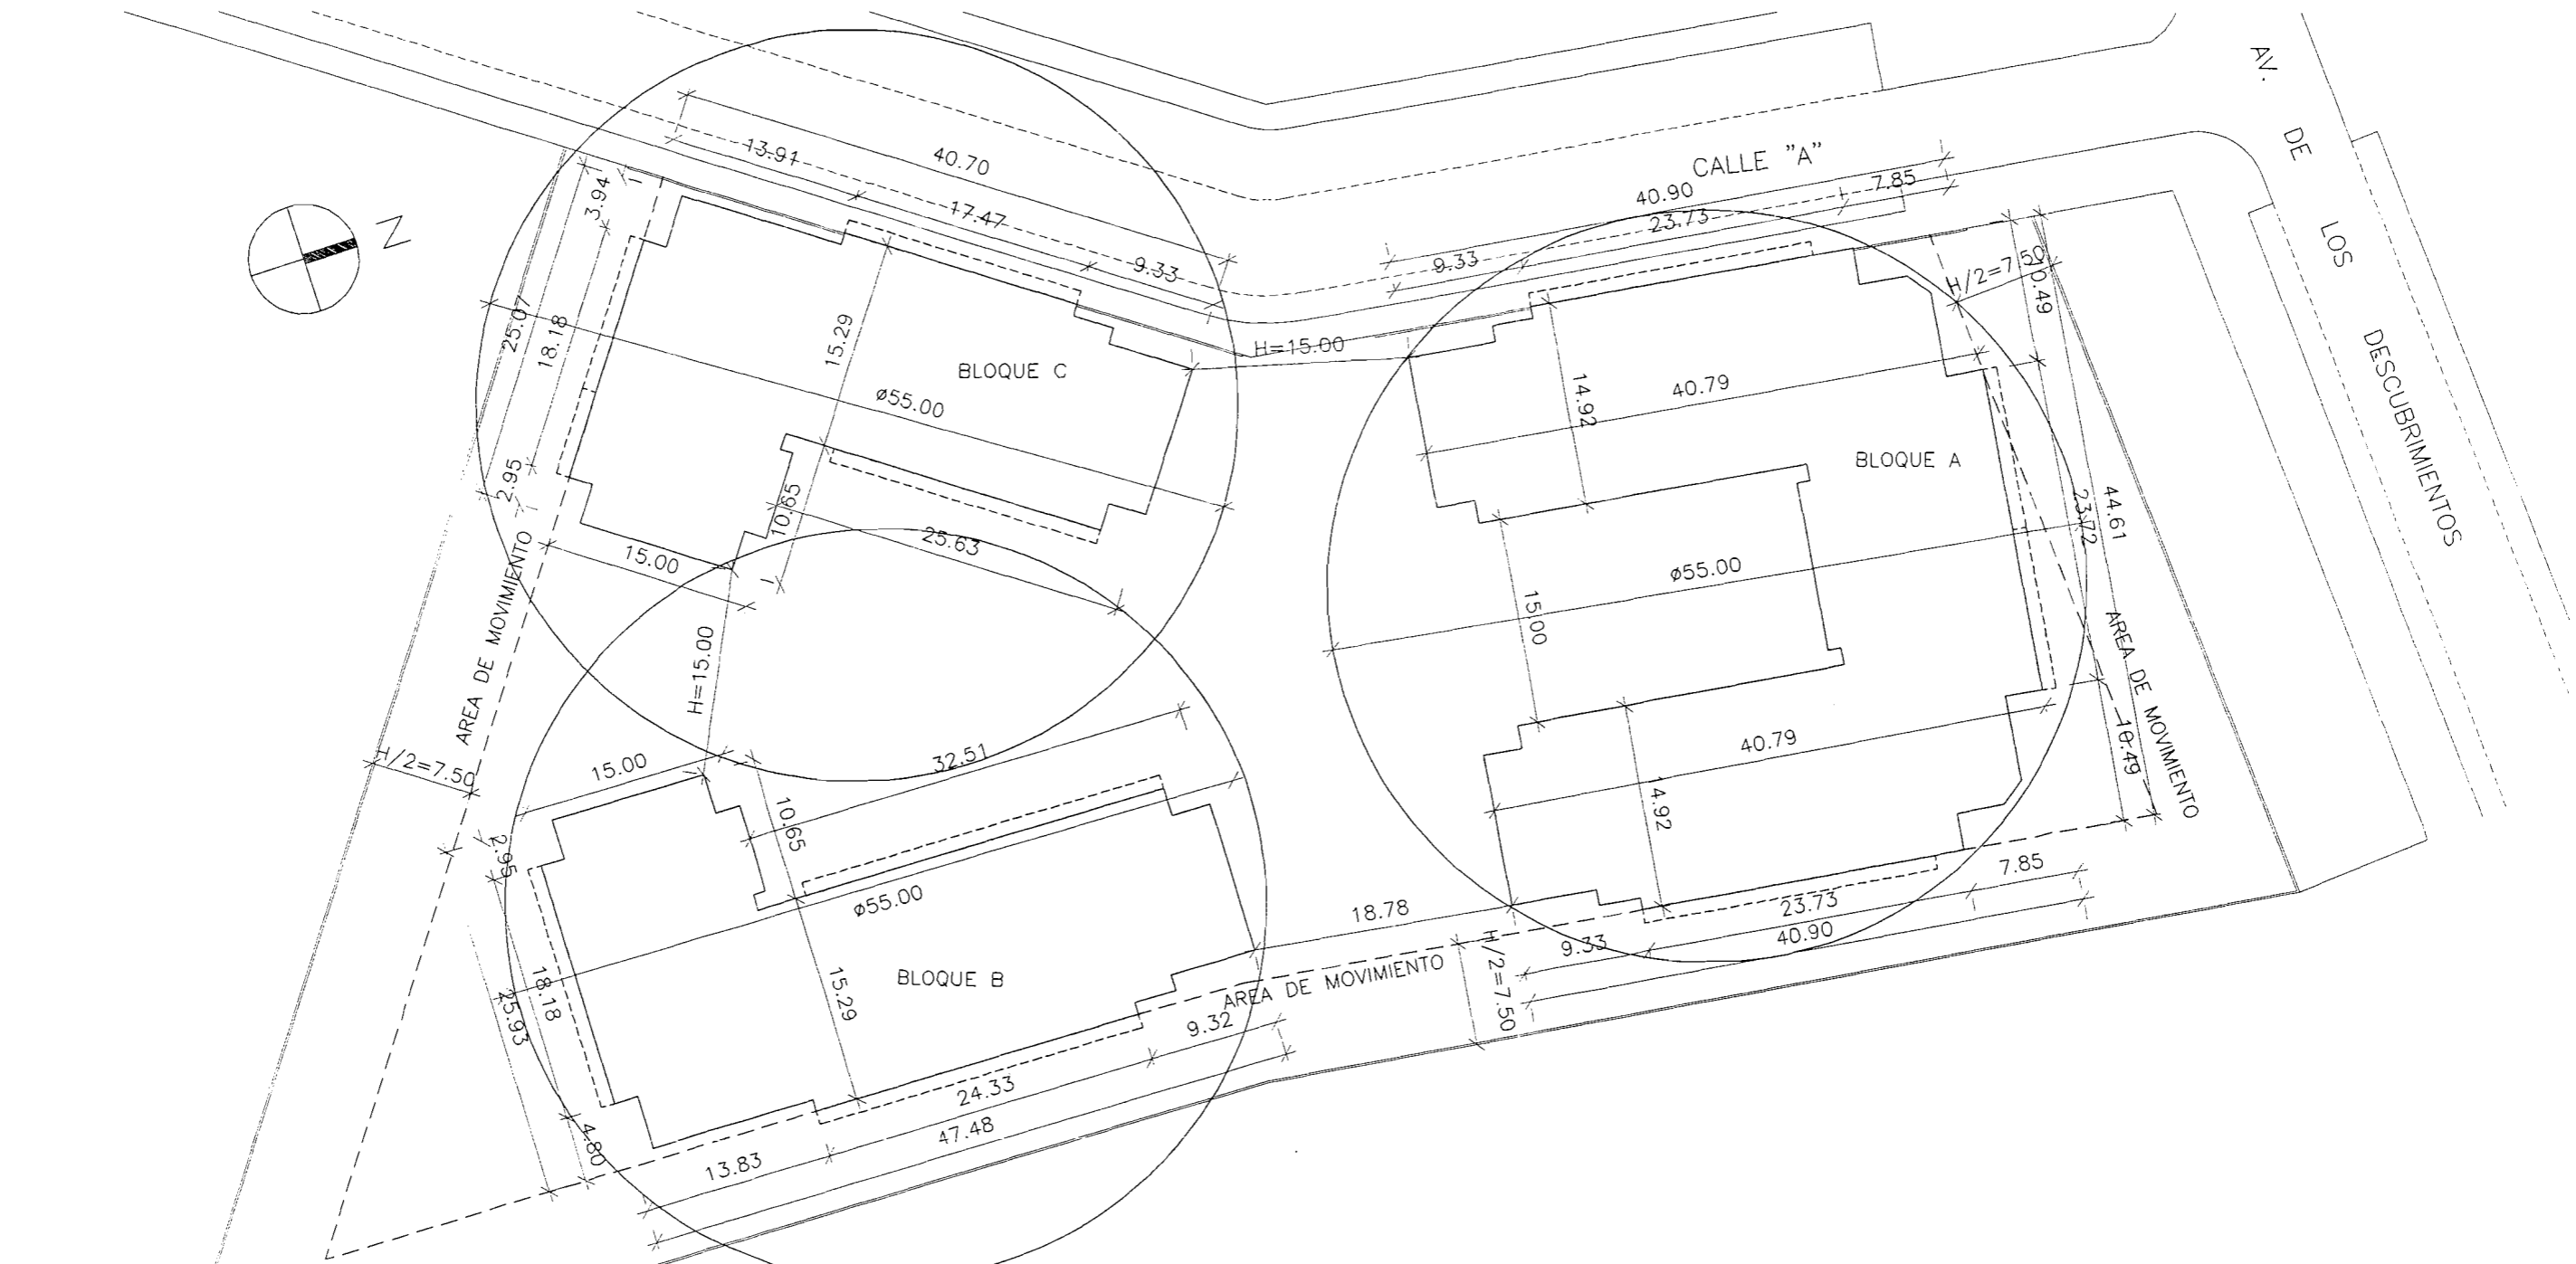 AV. DE LOS DESCUBRIMIENTOS
CALLE "A"
N
40.70
13.91
17.47
9.33
3.94
25.07
18.18
2.95
15.29
BLOQUE C
ø55.00
10.65
25.63
15.00
H=15.00
40.90
7.85
23.73
9.33
H/2=7.50
10.49
H=15.00
14.92
40.79
BLOQUE A
44.61
23.72
ø55.00
15.00
AREA DE MOVIMIENTO
40.79
14.92
10.49
7.85
23.73
9.33
40.90
18.78
H/2=7.50
AREA DE MOVIMIENTO
AREA DE MOVIMIENTO
H/2=7.50
15.00
32.51
10.65
2.95
ø55.00
BLOQUE B
15.29
18.18
25.93
4.80
9.32
24.33
47.48
13.83